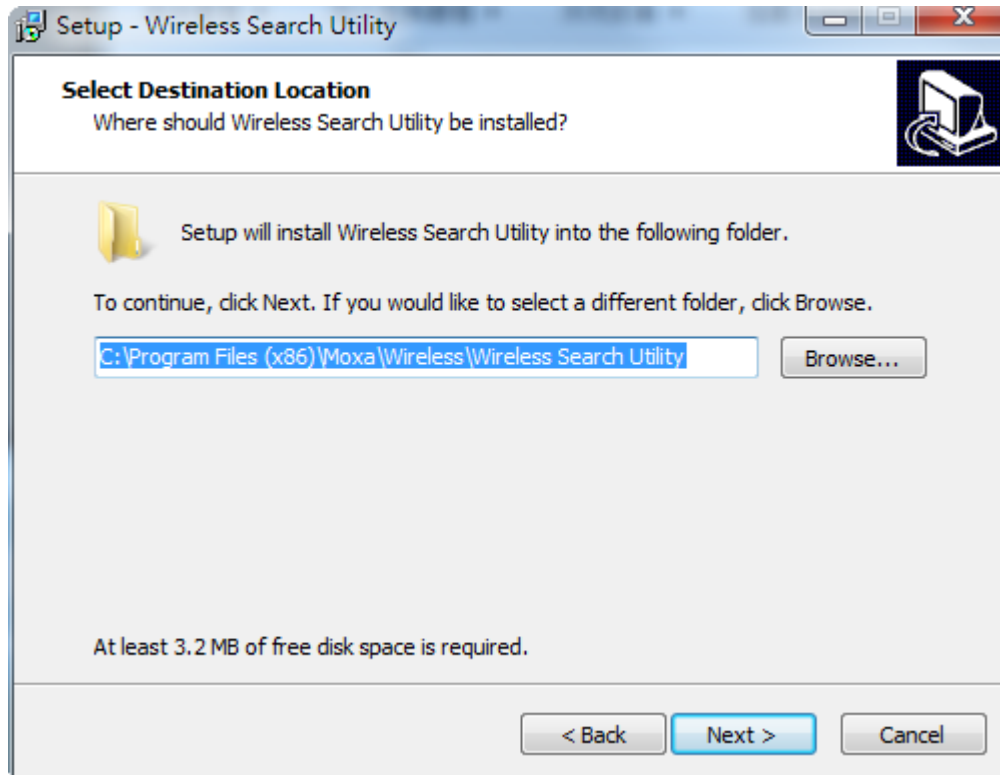 Setup - Wireless Search Utility
Select Destination Location
Where should Wireless Search Utility be installed?
Setup will install Wireless Search Utility into the following folder.
To continue, click Next. If you would like to select a different folder, click Browse.
C:\Program Files (x86)\Moxa\Wireless\Wireless Search Utility
Browse...
At least 3.2 MB of free disk space is required.
< Back
Next >
Cancel